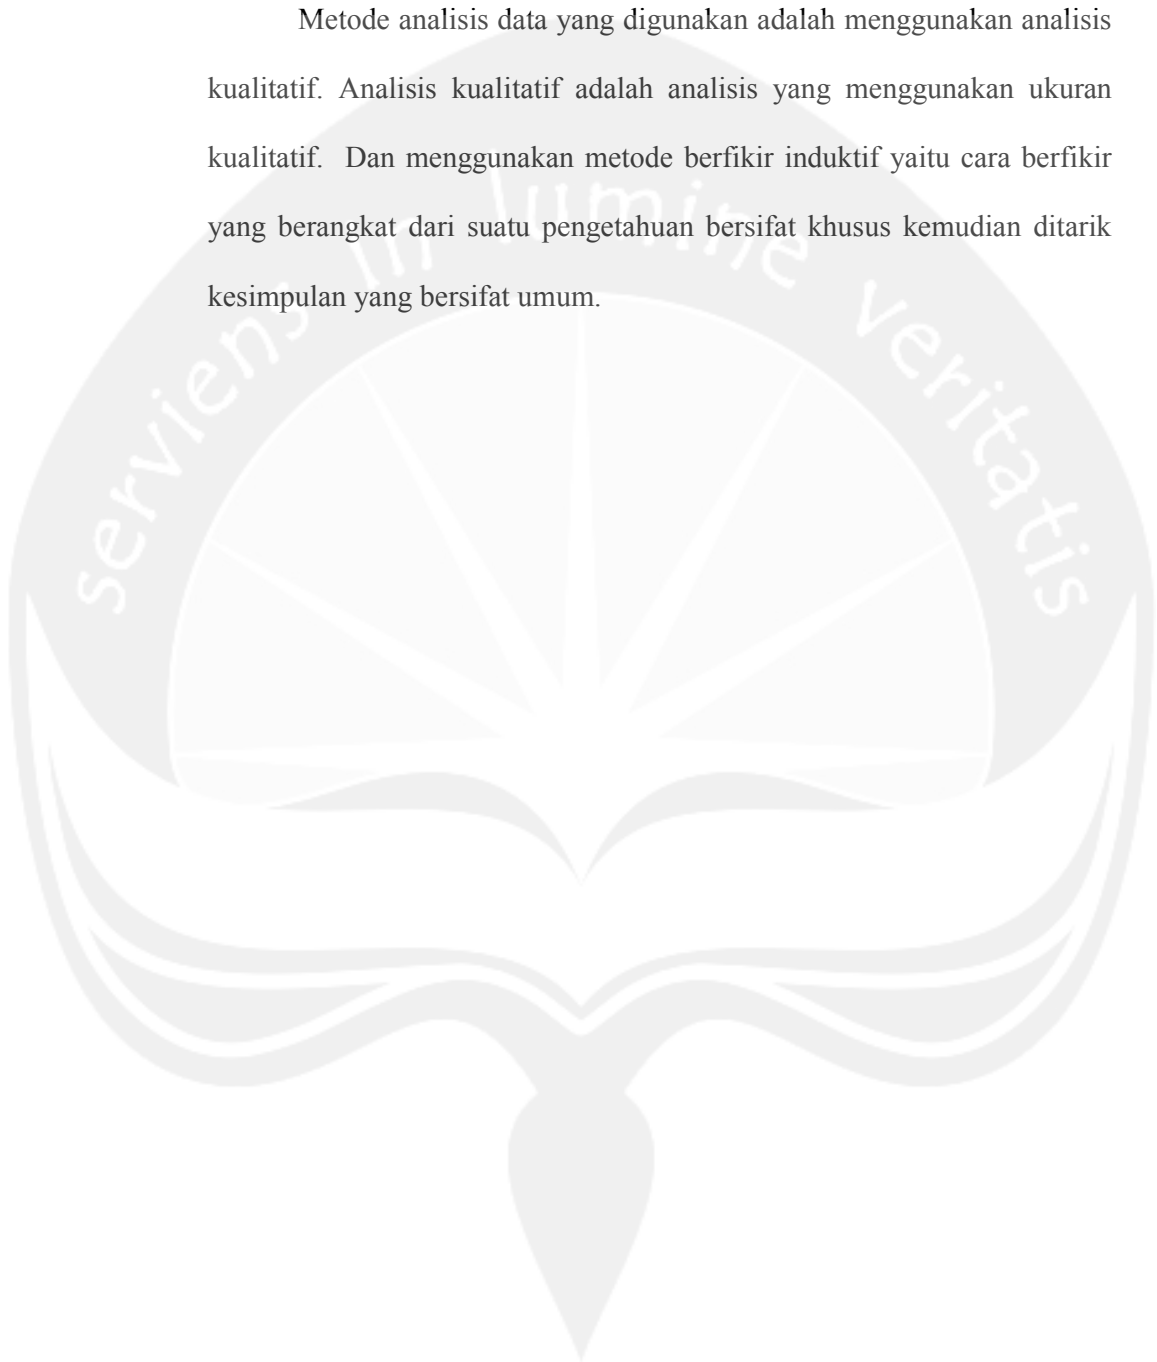 Metode analisis data yang digunakan adalah menggunakan analisis
kualitatif. Analisis kualitatif adalah analisis yang menggunakan ukuran
kualitatif. Dan menggunakan metode berfikir induktif yaitu cara berfikir
yang berangkat dari suatu pengetahuan bersifat khusus kemudian ditarik
kesimpulan yang bersifat umum.
serviens in lumine veritatis